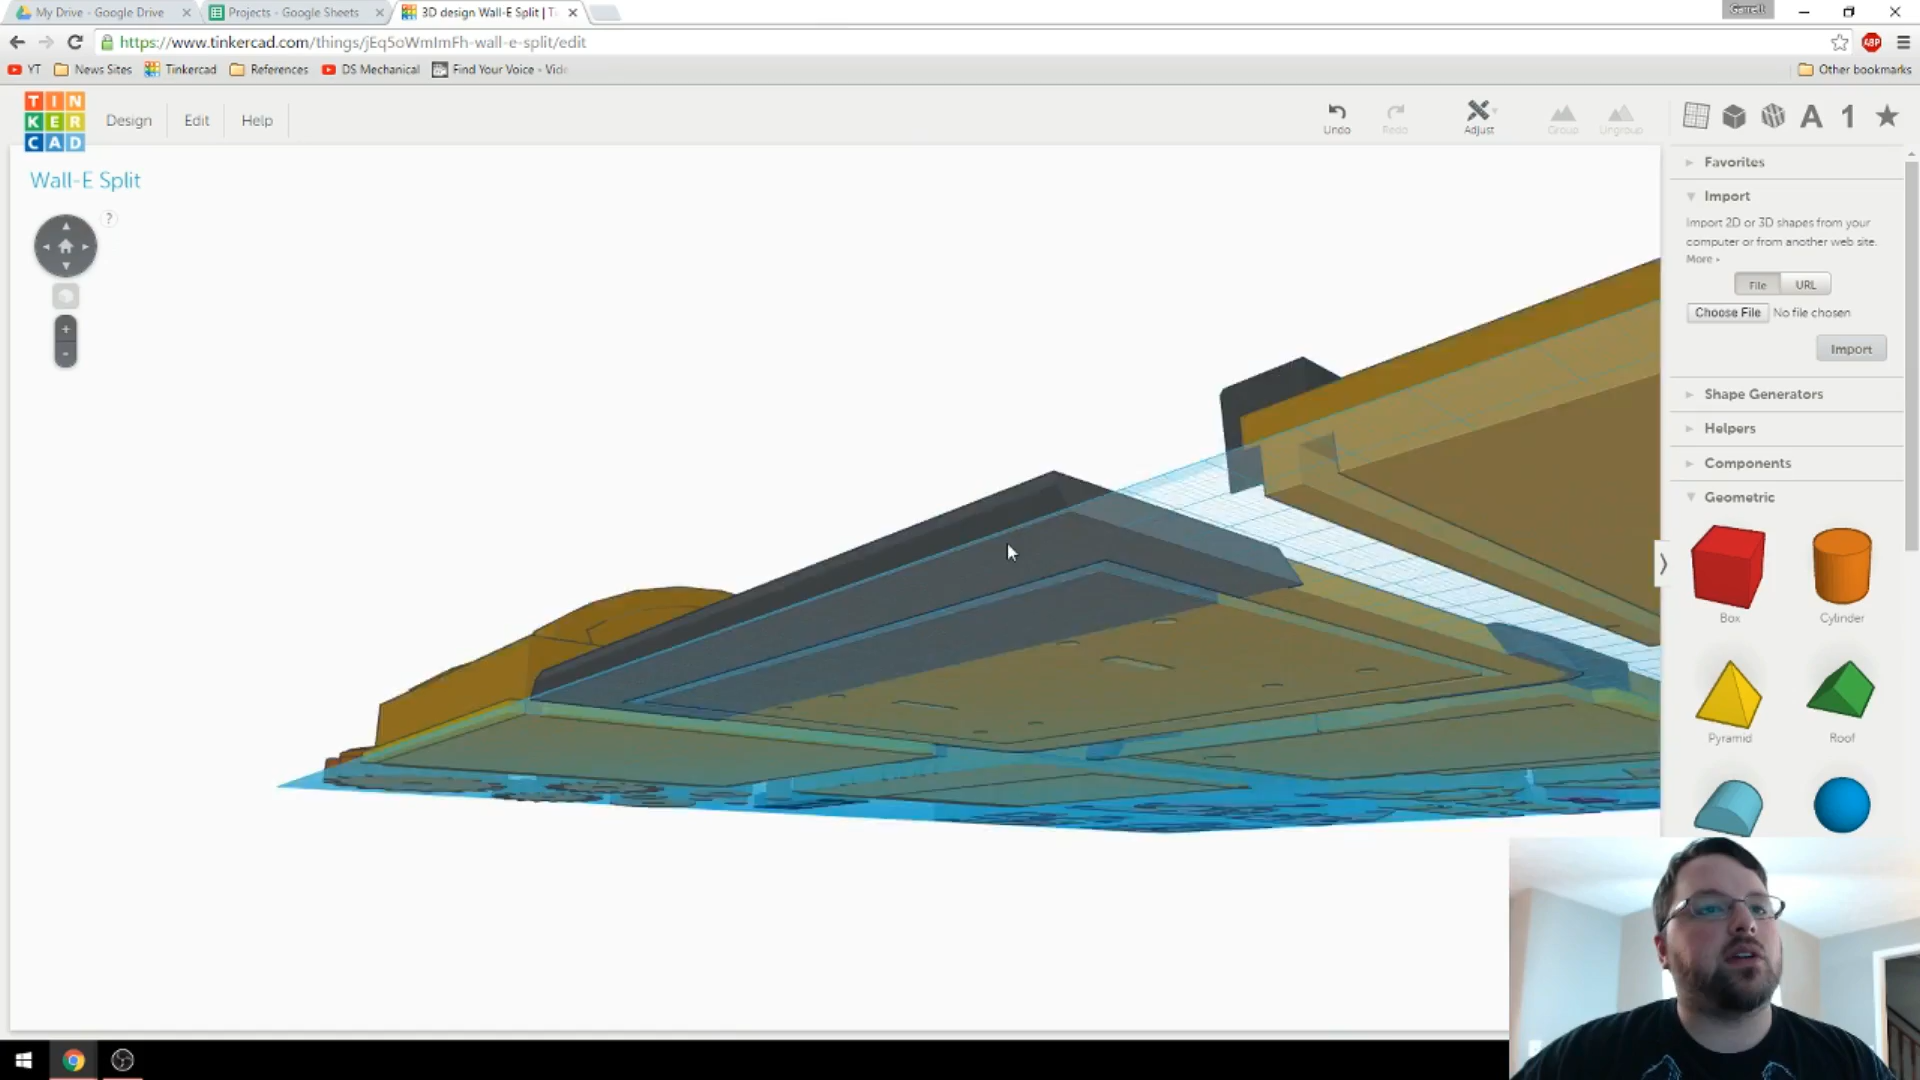 My Drive - Google Drive
Projects - Google Sheets
3D design Wall-E Split | Ti
Garrett
https://www.tinkercad.com/things/jEq5oWmImFh-wall-e-split/edit
ABP
YT
News Sites
Tinkercad
References
DS Mechanical
Find Your Voice - Vide
Other bookmarks
TIN
KER
CAD
Design
Edit
Help
Undo
Redo
Adjust
Group
Ungroup
A
1
Wall-E Split
?
Favorites
Import
Import 2D or 3D shapes from your
computer or from another web site.
More
File
URL
Choose File No file chosen
Import
Shape Generators
Helpers
Components
Geometric
Box
Cylinder
Pyramid
Roof